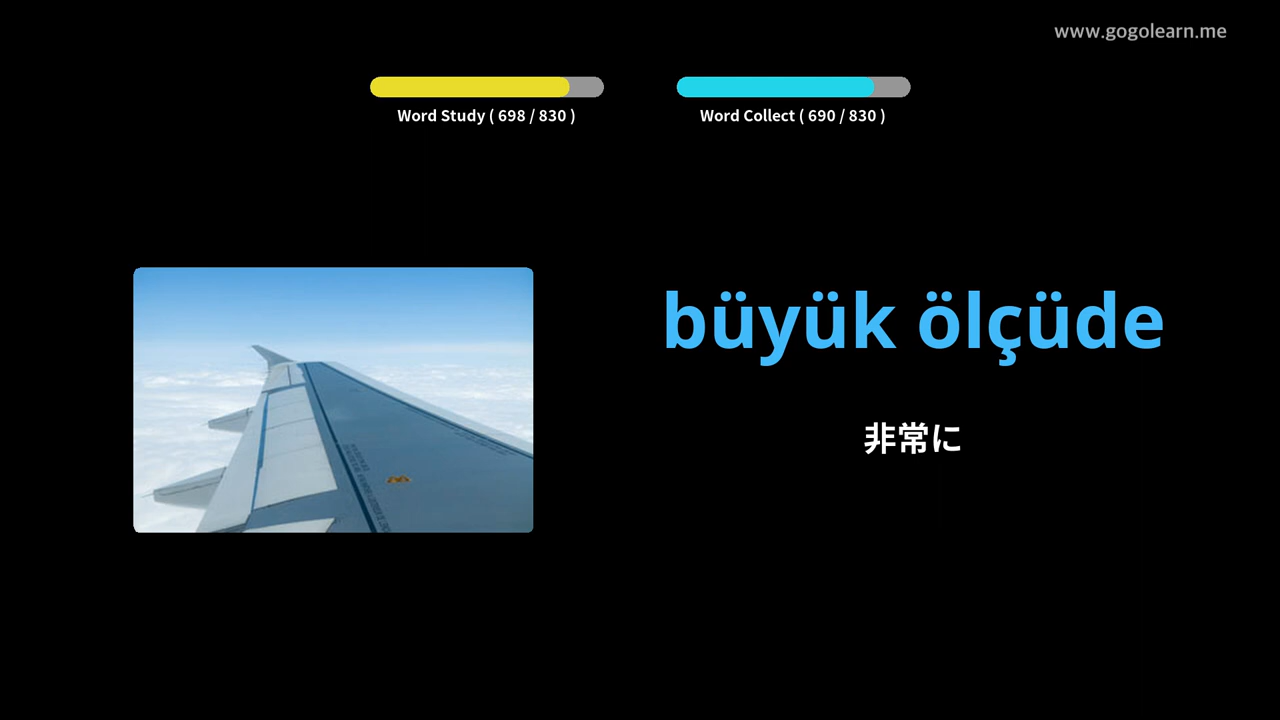 www.gogolearn.me
Word Study ( 698 / 830 )
Word Collect ( 690 / 830 )
büyük ölçüde
非常に